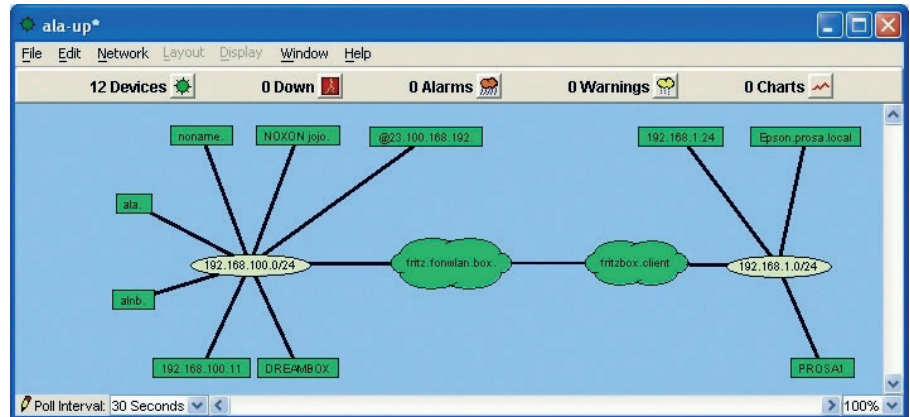 ala-up*
File Edit Network Layout Display Window Help
12 Devices 0 Down 0 Alarms 0 Warnings 0 Charts
noname. NOXON jojo. @23.100.168.192. 192.168.1.24 Epson.prosa.local
ala.
192.168.100.0/24 fritz.fonwlan.box. fritzbox.client 192.168.1.0/24
alnb.
192.168.100.11 DREAMBOX PROSA1
Poll Interval: 30 Seconds 100%